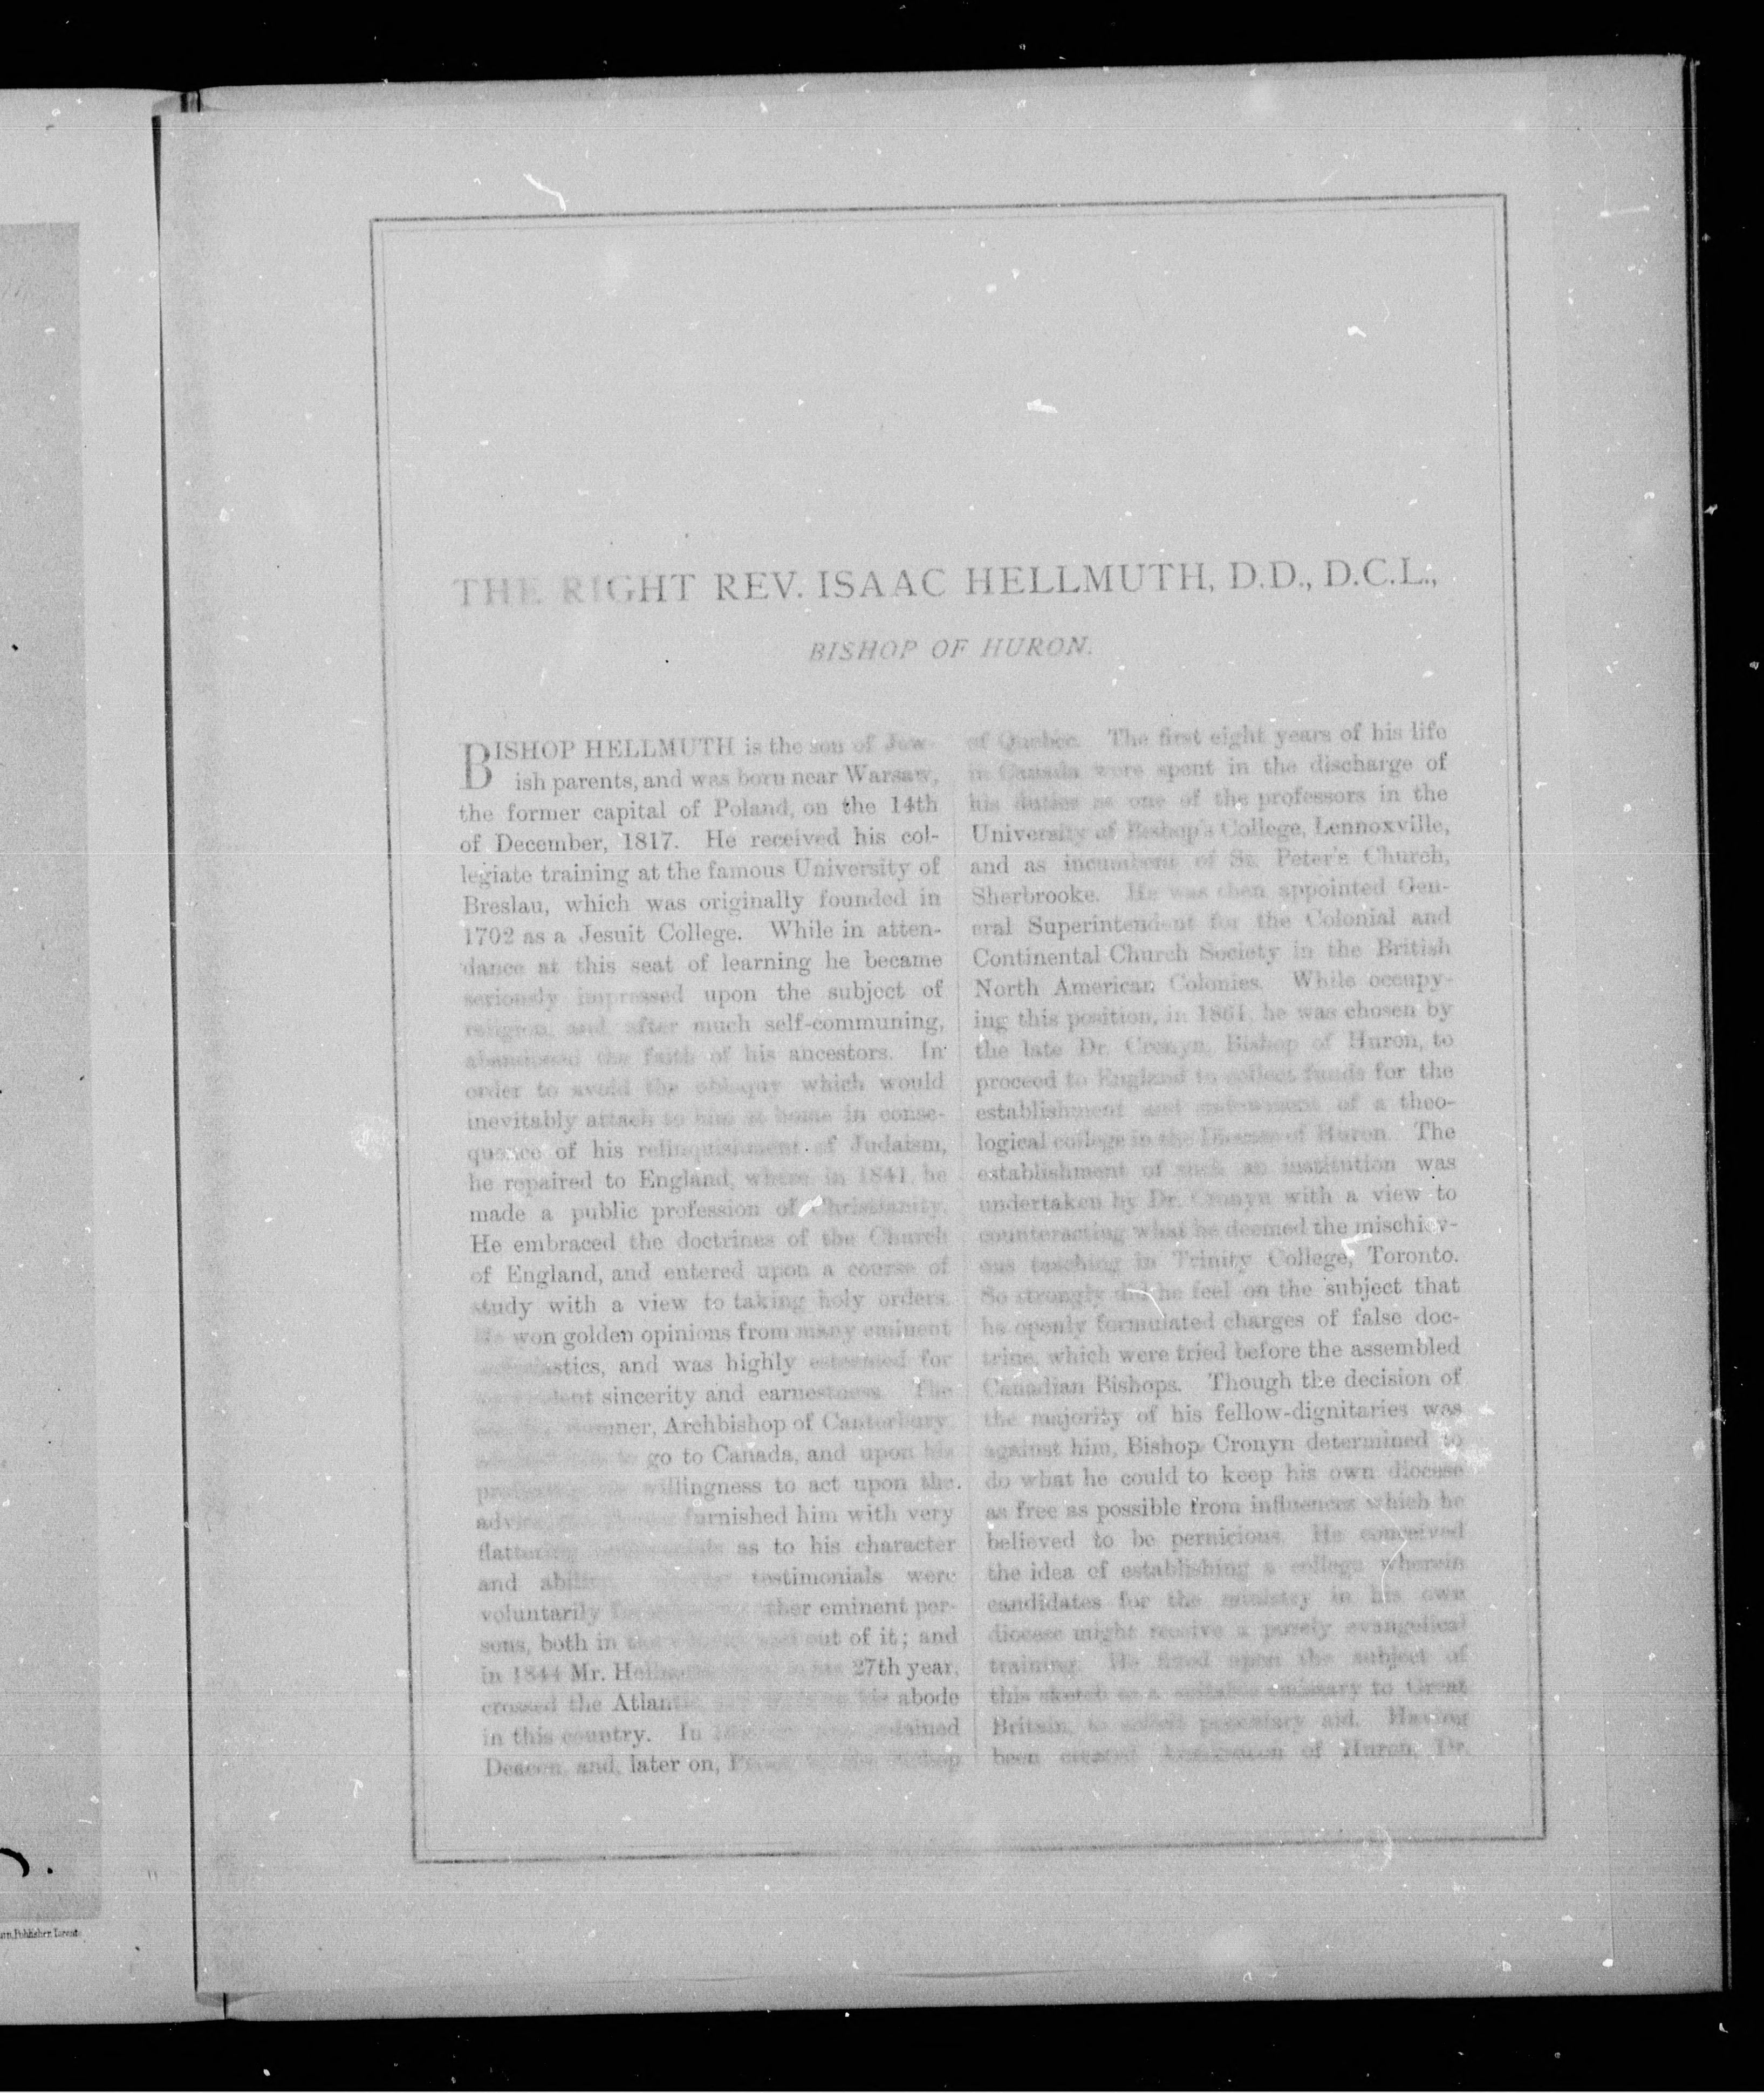 THE RIGHT REV. ISAAC HELLMUTH, D.D., D.C.L.,
BISHOP OF HURON.
BISHOP HELLMUTH is the son of Jew-
ish parents, and was born near Warsaw,
the former capital of Poland, on the 14th
of December, 1817. He received his col-
legiate training at the famous University of
Breslau, which was originally founded in
1702 as a Jesuit College. While in atten-
dance at this seat of learning he became
seriously impressed upon the subject of
religion, and after much self-communing,
abandoned the faith of his ancestors. In
order to avoid the obloquy which would
inevitably attach to him at home in conse-
quence of his relinquishment of Judaism,
he repaired to England, where, in 1841, he
made a public profession of Christianity.
He embraced the doctrines of the Church
of England, and entered upon a course of
study with a view to taking holy orders.
He won golden opinions from many eminent
ecclesiastics, and was highly esteemed for
sincerity and earnestness. The
Sumner, Archbishop of Canterbury,
to go to Canada, and upon his
willingness to act upon the
furnished him with very
flattering as to his character
and testimonials were
voluntarily other eminent per-
sons, both in out of it; and
in 1844 Mr. 27th year,
crossed the Atlantic, abode
in this country. In ordained
Deacon, and, later on, Bishop
of Quebec. The first eight years of his life
in Canada were spent in the discharge of
his duties as one of the professors in the
University of Bishop's College, Lennoxville,
and as incumbent of St. Peter's Church,
Sherbrooke. He was then appointed Gen-
eral Superintendent for the Colonial and
Continental Church Society in the British
North American Colonies. While occupy-
ing this position, in 1861, he was chosen by
the late Dr. Cronyn, Bishop of Huron, to
proceed to England to collect funds for the
establishment and endowment of a theo-
logical college in the Diocese of Huron. The
establishment of such an institution was
undertaken by Dr. Cronyn with a view to
counteracting what he deemed the mischiev-
ous teaching in Trinity College, Toronto.
So strongly did he feel on the subject that
he openly formulated charges of false doc-
trine, which were tried before the assembled
Canadian Bishops. Though the decision of
the majority of his fellow-dignitaries was
against him, Bishop Cronyn determined to
do what he could to keep his own diocese
as free as possible from influences which he
believed to be pernicious. He conceived
the idea of establishing a college wherein
candidates for the ministry in his own
diocese might receive a purely evangelical
training. He fixed upon the subject of
this sketch as a suitable emissary to Great
Britain, to collect pecuniary aid. Having
been created Archdeacon of Huron, Dr.
Publisher, Toronto